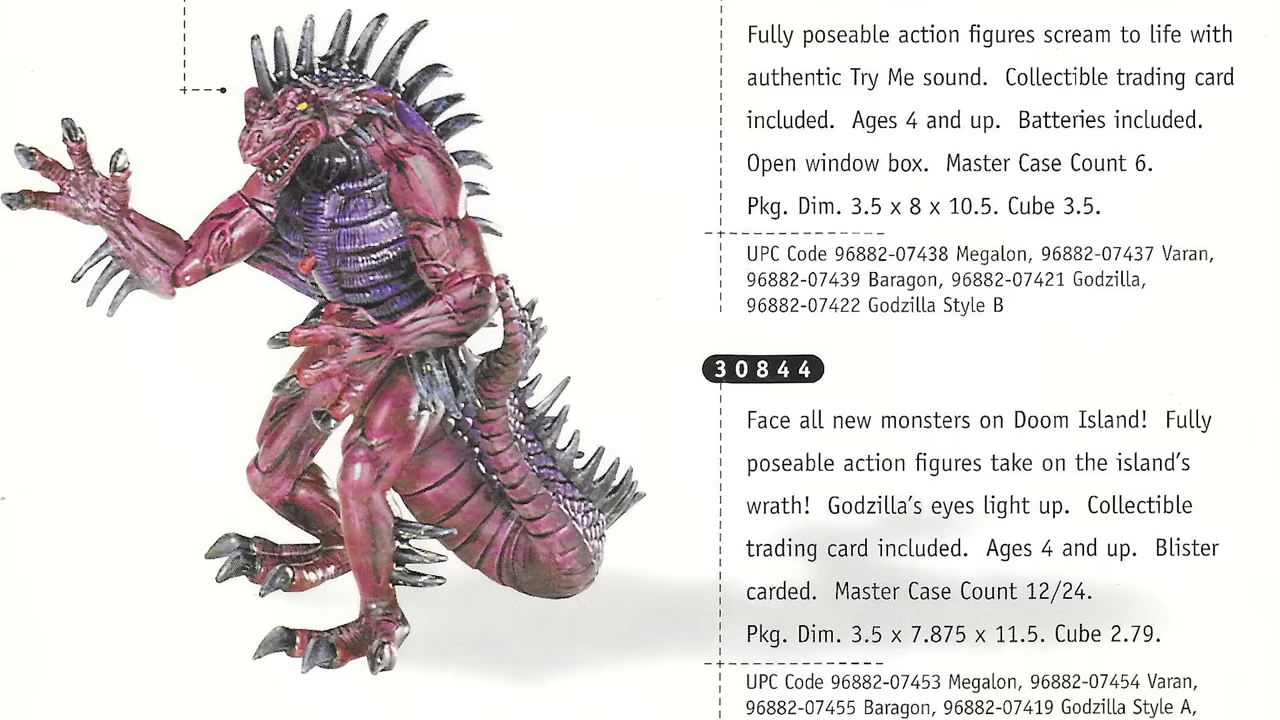 Fully poseable action figures scream to life with
authentic Try Me sound. Collectible trading card
included. Ages 4 and up. Batteries included.
Open window box. Master Case Count 6.
Pkg. Dim. 3.5 x 8 x 10.5. Cube 3.5.
UPC Code 96882-07438 Megalon, 96882-07437 Varan,
96882-07439 Baragon, 96882-07421 Godzilla,
96882-07422 Godzilla Style B
30844
Face all new monsters on Doom Island! Fully
poseable action figures take on the island's
wrath! Godzilla's eyes light up. Collectible
trading card included. Ages 4 and up. Blister
carded. Master Case Count 12/24.
Pkg. Dim. 3.5 x 7.875 x 11.5. Cube 2.79.
UPC Code 96882-07453 Megalon, 96882-07454 Varan,
96882-07455 Baragon, 96882-07419 Godzilla Style A,